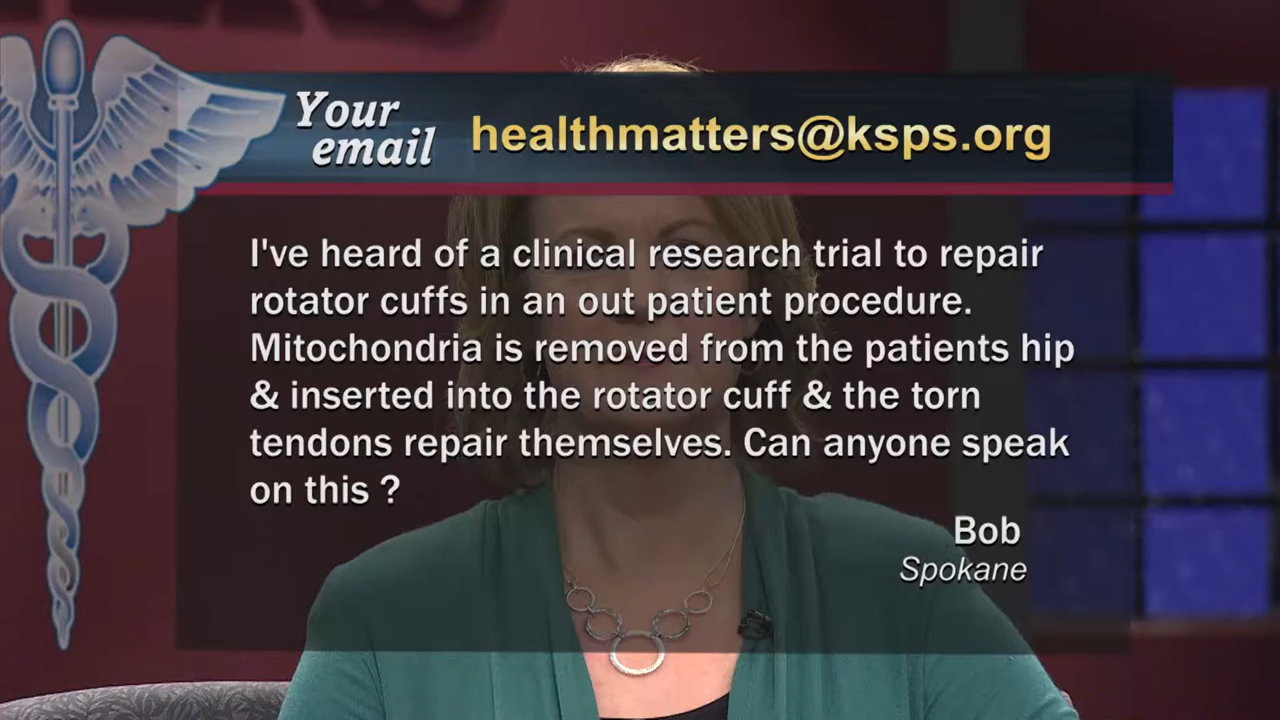 Your
email
healthmatters@ksps.org
I've heard of a clinical research trial to repair
rotator cuffs in an out patient procedure.
Mitochondria is removed from the patients hip
& inserted into the rotator cuff & the torn
tendons repair themselves. Can anyone speak
on this ?
Bob
Spokane